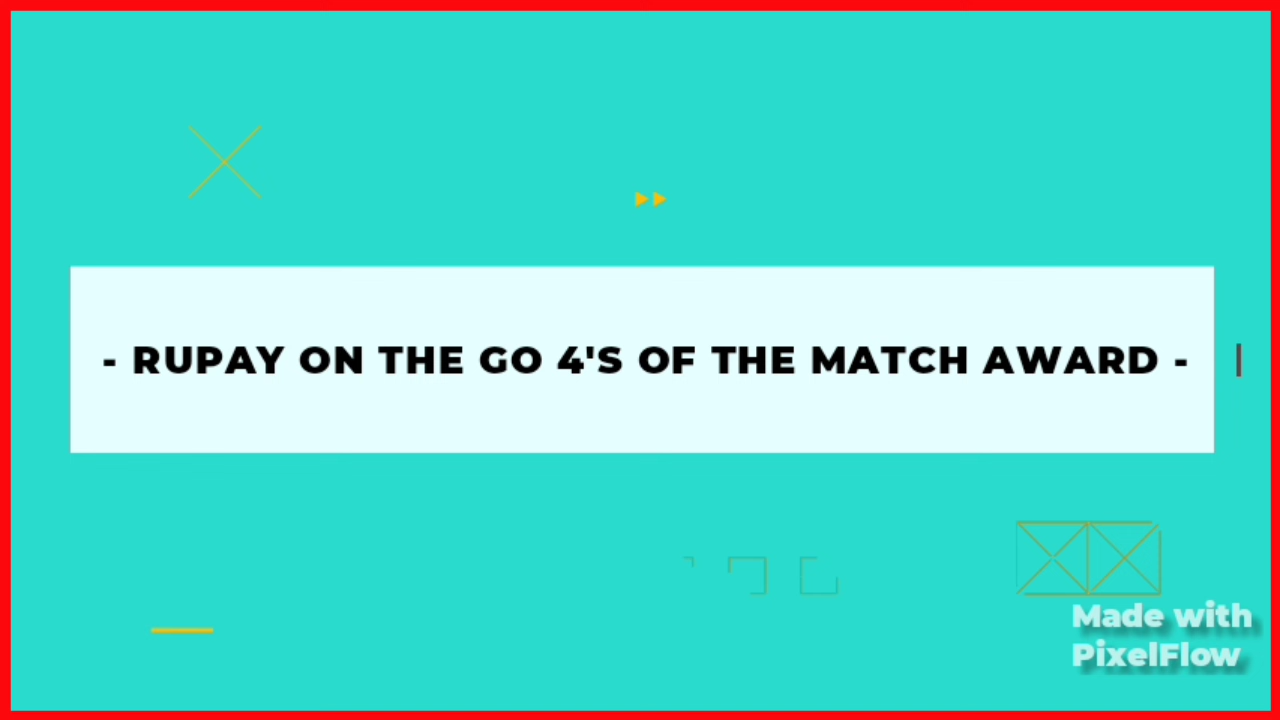 - RUPAY ON THE GO 4'S OF THE MATCH AWARD -
Made with
PixelFlow